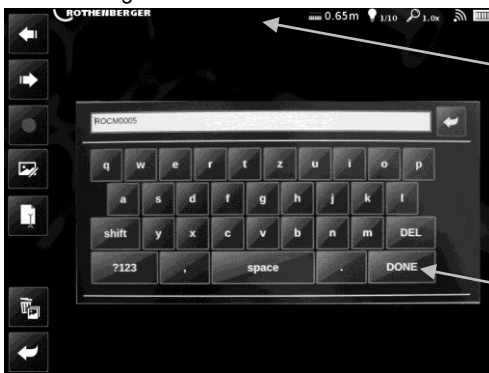 ROTHENBERGER 0.65m 1/10 1.0x
ROCM0005
q w e r t z u i o p
a s d f g h j k l
shift y x c v b n m DEL
?123 , space . DONE